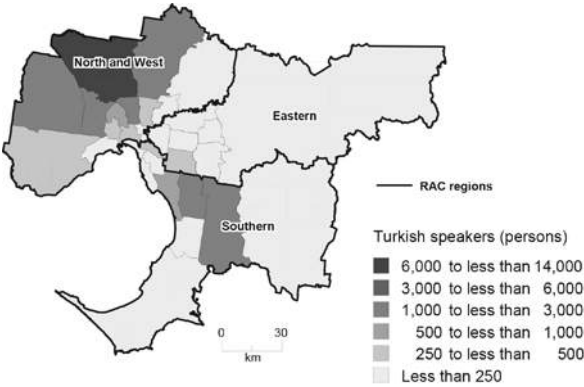 North and West
Eastern
RAC regions
Southern
Turkish speakers (persons)
6,000 to less than 14,000
3,000 to less than 6,000
1,000 to less than 3,000
500 to less than 1,000
250 to less than 500
Less than 250
0 30
km